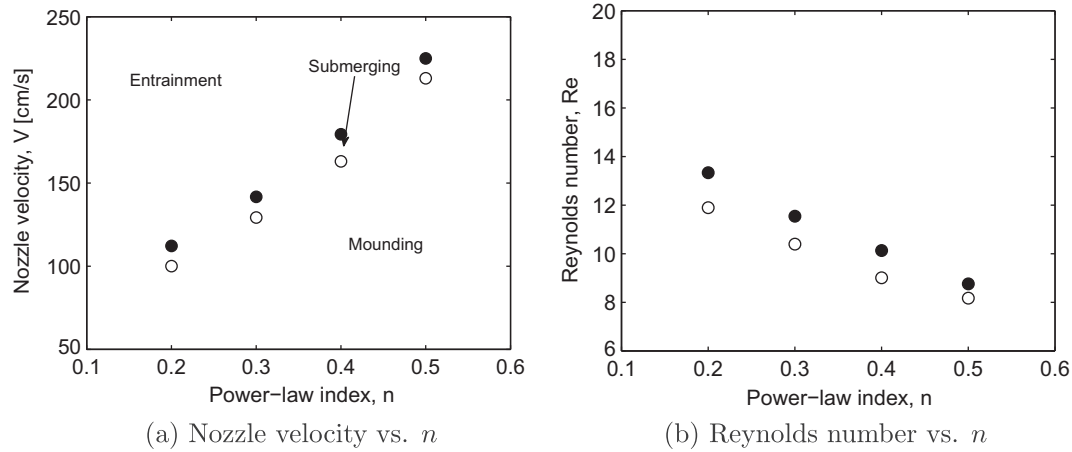 250
200
150
100
50
Nozzle velocity, V [cm/s]
Entrainment
Submerging
Mounding
0.1 0.2 0.3 0.4 0.5 0.6
Power−law index, n
(a) Nozzle velocity vs. n
20
18
16
14
12
10
8
6
Reynolds number, Re
0.1 0.2 0.3 0.4 0.5 0.6
Power−law index, n
(b) Reynolds number vs. n